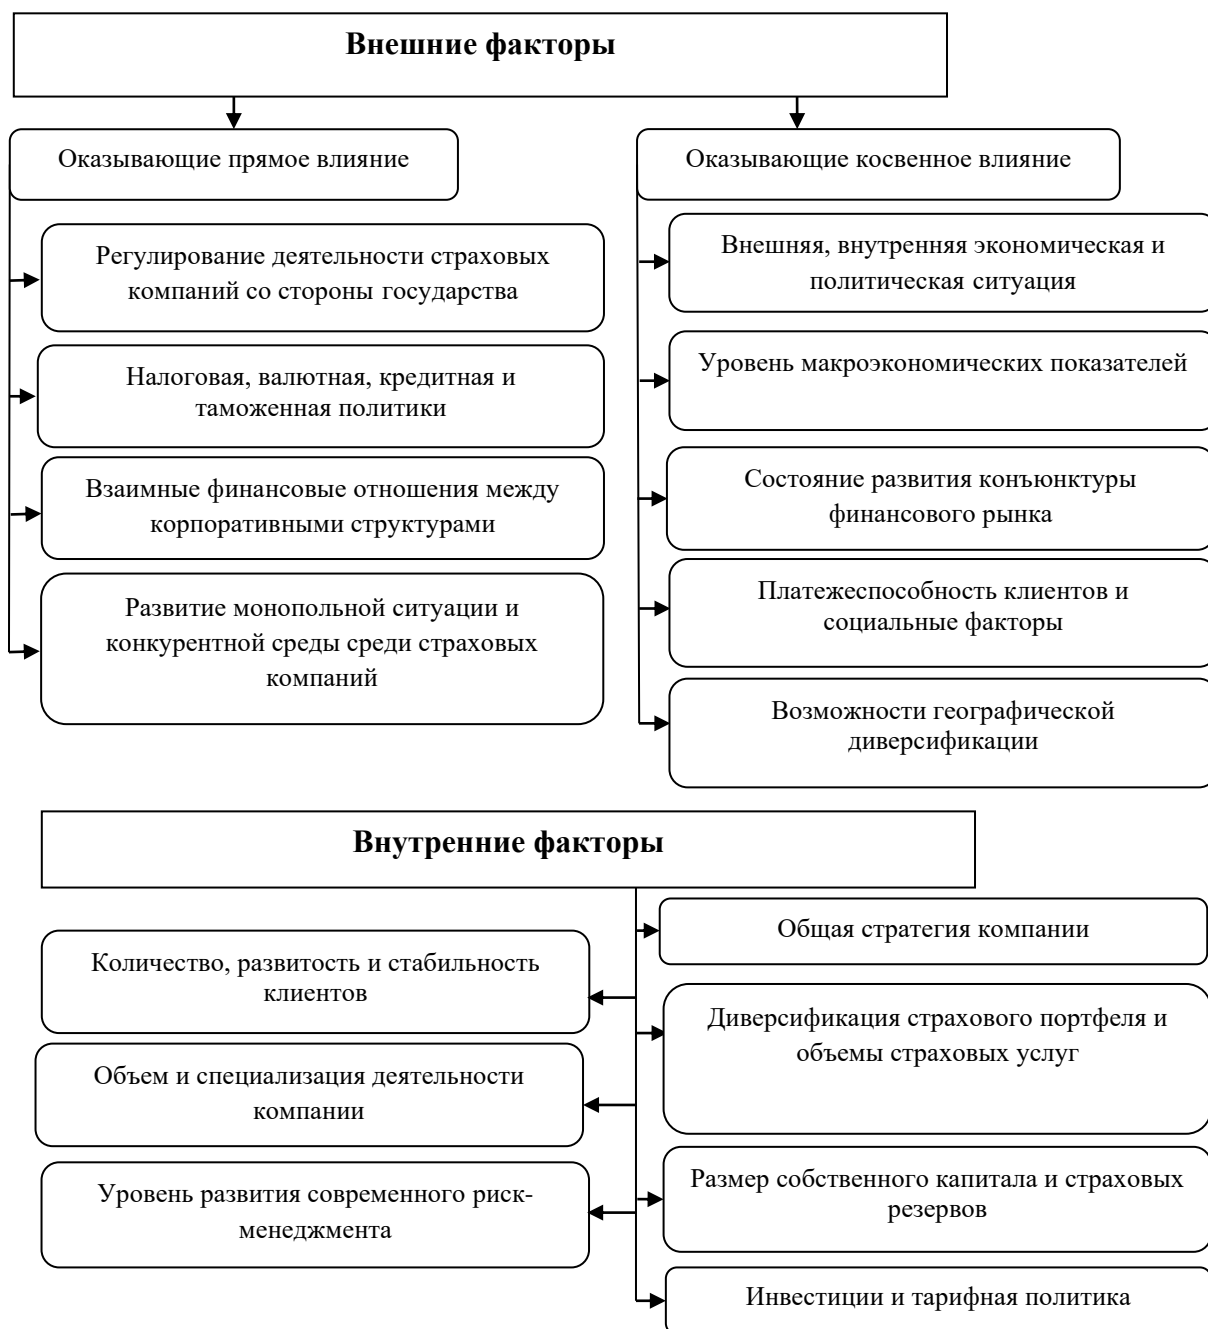 Внешние факторы
Оказывающие прямое влияние
Регулирование деятельности страховых
компаний со стороны государства
Налоговая, валютная, кредитная и
таможенная политики
Взаимные финансовые отношения между
корпоративными структурами
Развитие монопольной ситуации и
конкурентной среды среди страховых
компаний
Оказывающие косвенное влияние
Внешняя, внутренняя экономическая и
политическая ситуация
Уровень макроэкономических показателей
Состояние развития конъюнктуры
финансового рынка
Платежеспособность клиентов и
социальные факторы
Возможности географической
диверсификации
Внутренние факторы
Количество, развитость и стабильность
клиентов
Объем и специализация деятельности
компании
Уровень развития современного риск-
менеджмента
Общая стратегия компании
Диверсификация страхового портфеля и
объемы страховых услуг
Размер собственного капитала и страховых
резервов
Инвестиции и тарифная политика